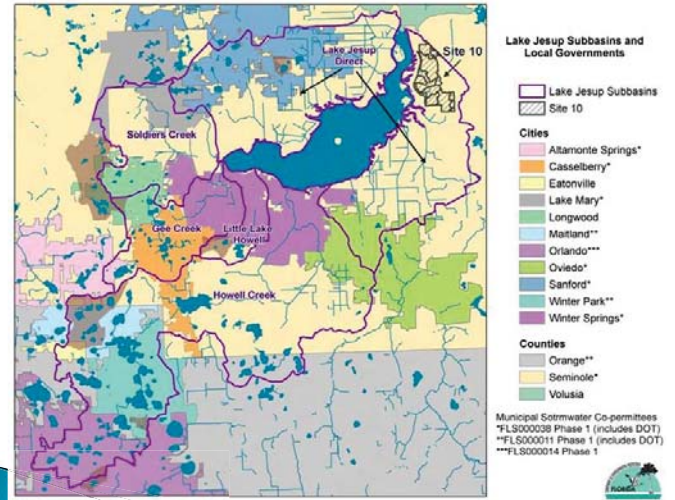 Lake Jesup
Direct
Site 10
Soldiers Creek
Gee Creek
Little Lake
Howell
Howell Creek
Lake Jesup Subbasins and
Local Governments
Lake Jesup Subbasins
Site 10
Cities
Altamonte Springs*
Casselberry*
Eatonville
Lake Mary*
Longwood
Maitland**
Orlando***
Oviedo*
Sanford*
Winter Park**
Winter Springs*
Counties
Orange**
Seminole*
Volusia
Municipal Sotrmwater Co-permittees
*FLS000038 Phase 1 (includes DOT)
**FLS000011 Phase 1 (includes DOT)
***FLS000014 Phase 1
FLORIDA